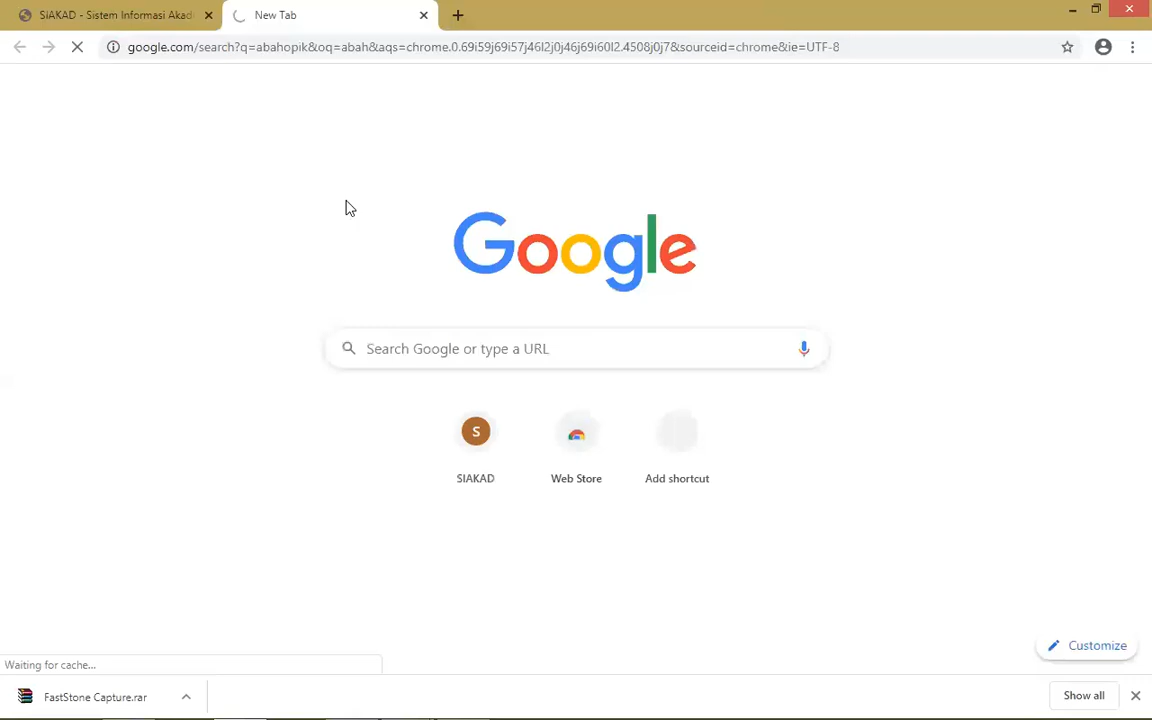 SIAKAD - Sistem Informasi Akad
New Tab
google.com/search?q=abahopik&oq=abah&aqs=chrome.0.69i59j69i57j46l2j0j46j69i60l2.4508j0j7&sourceid=chrome&ie=UTF-8
Google
Search Google or type a URL
S
SIAKAD
Web Store
Add shortcut
Customize
Waiting for cache...
FastStone Capture.rar
Show all